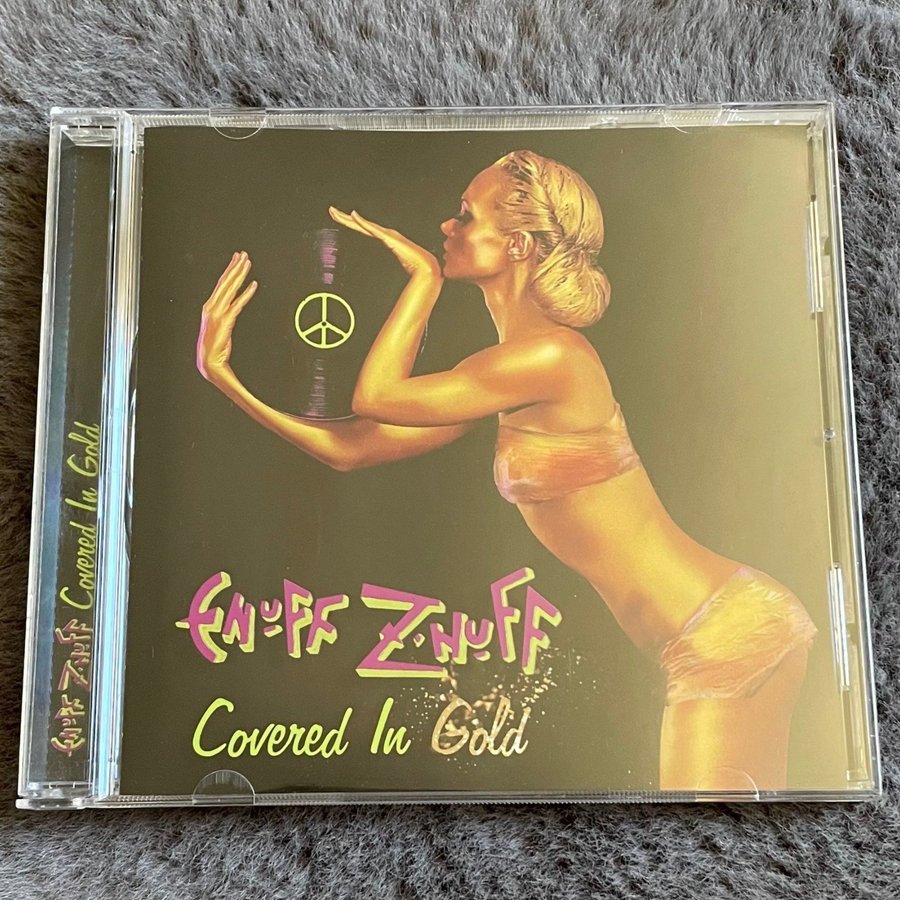 Enuff Z'Nuff Covered In Gold
Enuff Z'Nuff
Covered In Gold